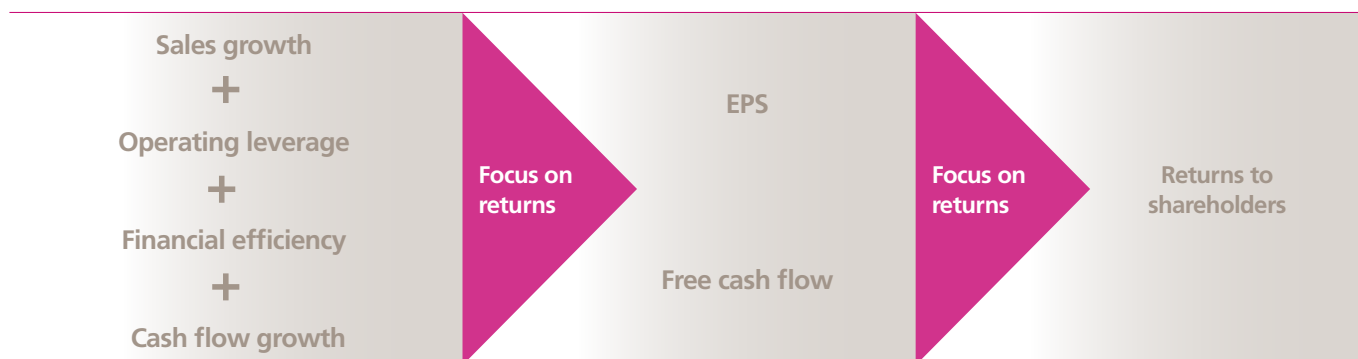 Sales growth
+
Operating leverage
+
Financial efficiency
+
Cash flow growth
Focus on
returns
EPS
Free cash flow
Focus on
returns
Returns to
shareholders